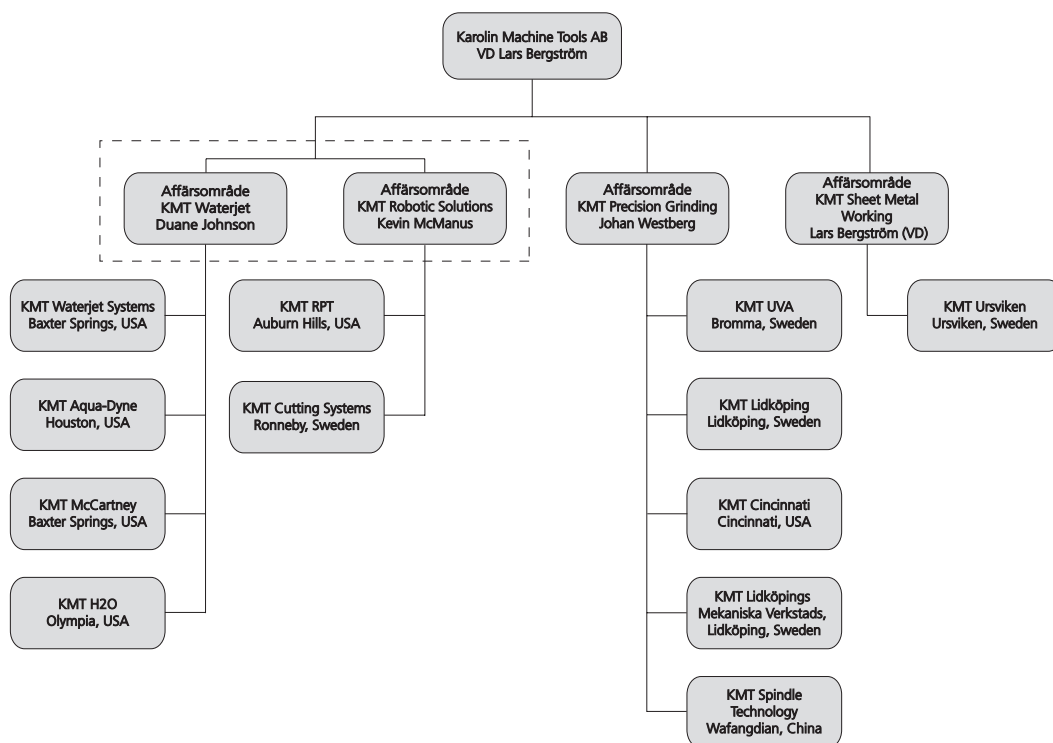 Karolin Machine Tools AB
VD Lars Bergström
Affärsområde
KMT Waterjet
Duane Johnson
Affärsområde
KMT Robotic Solutions
Kevin McManus
Affärsområde
KMT Precision Grinding
Johan Westberg
Affärsområde
KMT Sheet Metal
Working
Lars Bergström (VD)
KMT Waterjet Systems
Baxter Springs, USA
KMT Aqua-Dyne
Houston, USA
KMT McCartney
Baxter Springs, USA
KMT H2O
Olympia, USA
KMT RPT
Auburn Hills, USA
KMT Cutting Systems
Ronneby, Sweden
KMT UVA
Bromma, Sweden
KMT Lidköping
Lidköping, Sweden
KMT Cincinnati
Cincinnati, USA
KMT Lidköpings
Mekaniska Verkstads,
Lidköping, Sweden
KMT Spindle
Technology
Wafangdian, China
KMT Ursviken
Ursviken, Sweden